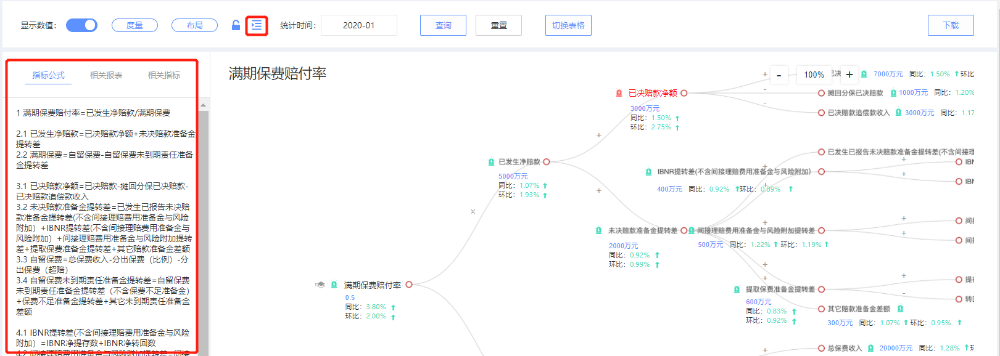 显示数值：
度量
布局
统计时间：
2020-01
查询
重置
切换表格
下载
指标公式
相关报表
相关指标
1 满期保费赔付率=已发生净赔款/满期保费
2.1 已发生净赔款=已决赔款净额+未决赔款准备金
提转差
2.2 满期保费=自留保费-自留保费未到期责任准备
金提转差
3.1 已决赔款净额=已决赔款-摊回分保已决赔款-
已决赔款追偿款收入
3.2 未决赔款准备金提转差=已发生已报告未决赔
款准备金提转差(不含间接理赔费用准备金与风险
附加）+IBNR提转差(不含间接理赔费用准备金与
风险附加）+间接理赔费用准备金与风险附加提转
差+提取保费准备金提转差+其它赔款准备金差额
3.3 自留保费=总保费收入-分出保费（比例）-分
出保费（超赔）
3.4 自留保费未到期责任准备金提转差=自留保费
未到期责任准备金提转差（不含保费不足准备金）
+保费不足准备金提转差+其它未到期责任准备金
差额
4.1 IBNR提转差(不含间接理赔费用准备金与风险
附加）=IBNR净提存数+IBNR净转回数
满期保费赔付率
- 100% +
已决
7000万元 同比：1.50% 环比
已决赔款净额
3000万元
同比：1.50%
环比：2.75%
摊回分保已决赔款 1000万元 同比：1.20%
已决赔款追偿款收入 3000万元 同比：1.17
已发生净赔款
5000万元
同比：1.07%
环比：1.93%
已发生已报告未决赔款准备金提转差(不含间接理
IBNR提转差(不含间接理赔费用准备金与风险附加）
400万元 同比：0.92% 环比：0.89%
IBN
IBN
未决赔款准备金提转差
2000万元
同比：0.92%
环比：0.99%
间接理赔费用准备金与风险附加提转差
500万元 同比：1.22% 环比：1.19%
间接
间接
满期保费赔付率
0.5
同比：3.80%
环比：2.00%
提取保费准备金提转差
600万元
同比：0.83%
环比：0.92%
提存
转回
其它赔款准备金差额
300万元 同比：1.07% 环比：0.95%
总保费收入 20000万元 同比：1.28% 环